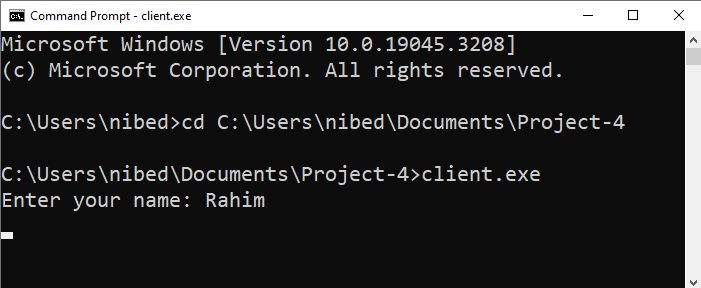 Command Prompt - client.exe
Microsoft Windows [Version 10.0.19045.3208]
(c) Microsoft Corporation. All rights reserved.
C:\Users\nibed>cd C:\Users\nibed\Documents\Project-4
C:\Users\nibed\Documents\Project-4>client.exe
Enter your name: Rahim